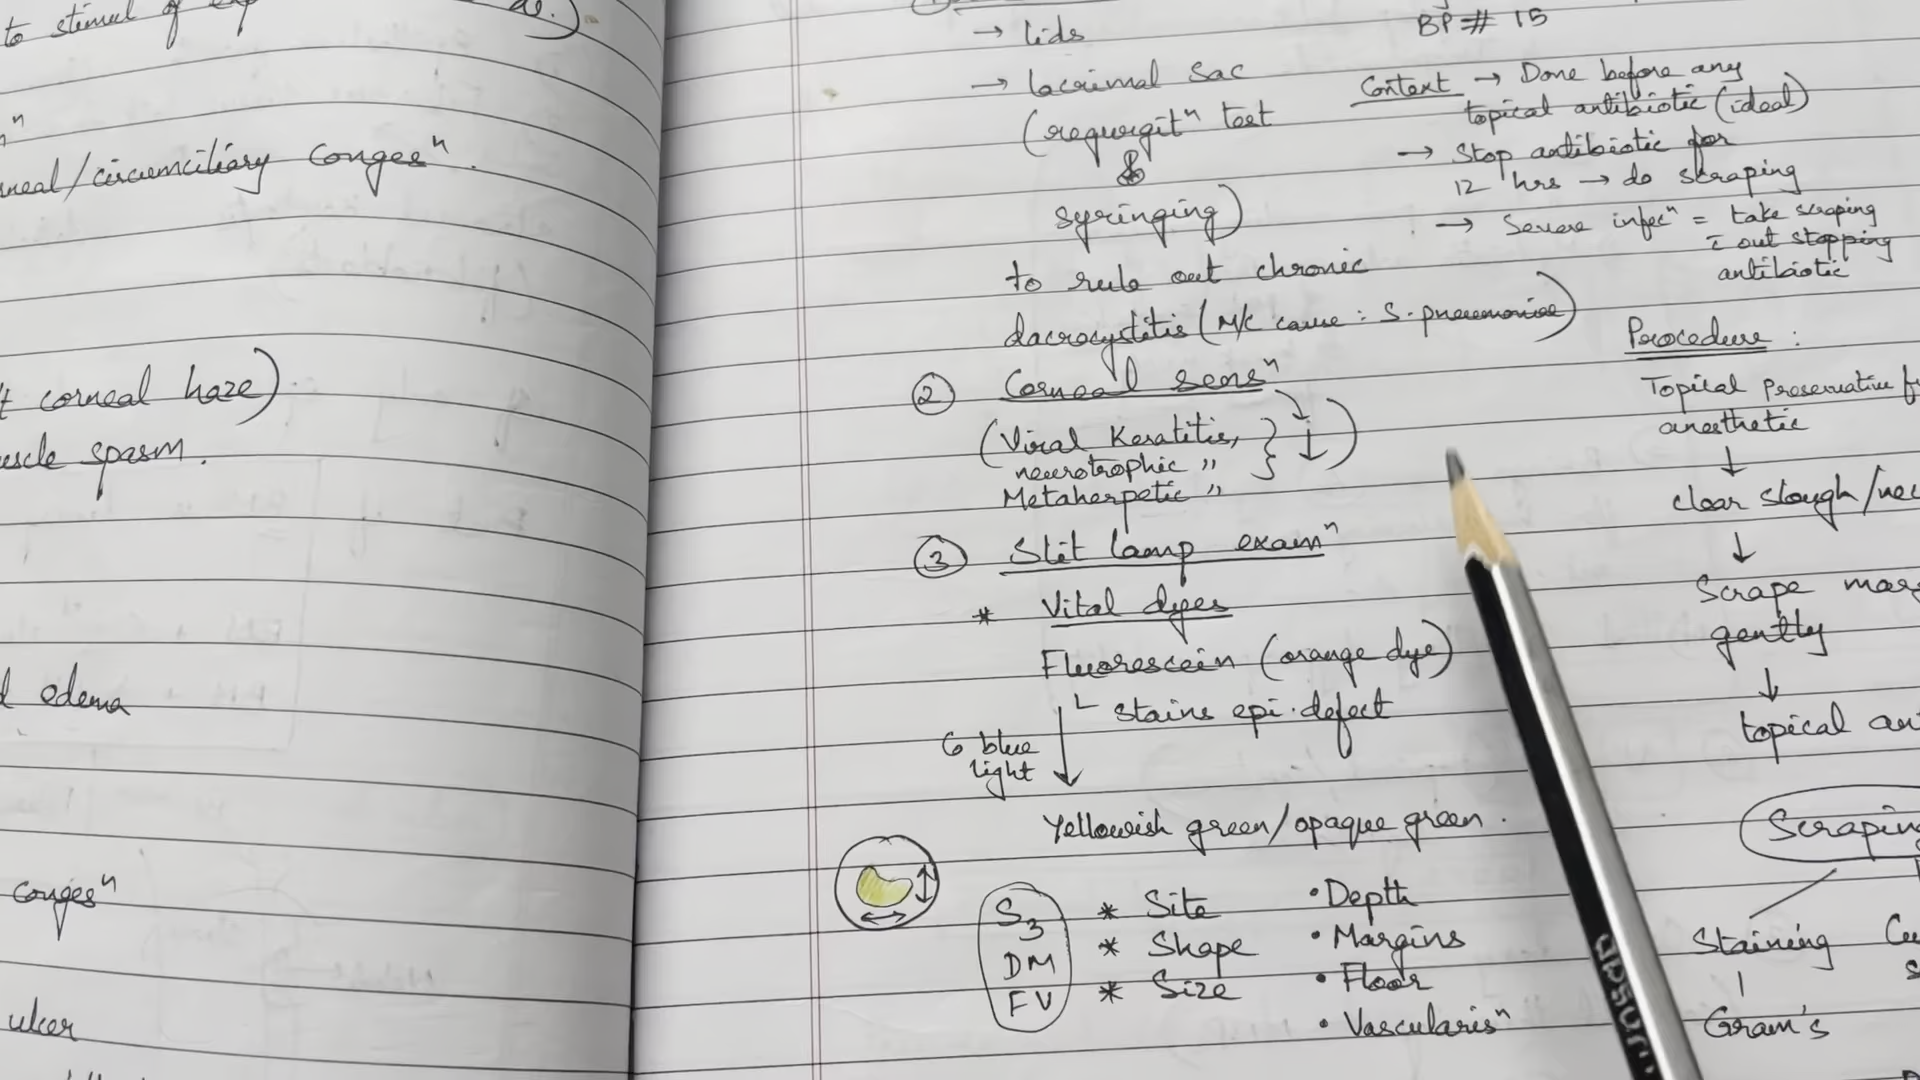 to stimul of
n
neal/circumciliary Congesⁿ.
corneal haze)
uscle spasm.
edema
Congesⁿ
ulcer
→ lids
→ lacrimal sac
(regurgitⁿ test
&
syringing)
to rule out chronic
dacrocystitis (M/c cause : S. pneumoniae)
② Corneal sensⁿ
(Viral Keratitis, } ↓)
neurotrophic "
Metaherpetic "
③ Slit lamp examⁿ
* Vital dyes
Fluorescein (orange dye)
└ stains epi. defect
blue
light ↓
Yellowish green/opaque green.
S3
DM
FV
* Site
* Shape
* Size
• Depth
• Margins
• Floor
• Vascularisⁿ
BP# 15
Context → Done before any
topical antibiotic (ideal)
→ Stop antibiotic for
12 hrs → do scraping
→ Severe infecⁿ = take scraping
c̄ out stopping
antibiotic
Procedure :
Topical Preservative
anesthetic
↓
clear slough/
↓
Scrape
gently
↓
topical
Scraping
Staining
Gram's
JOSAN